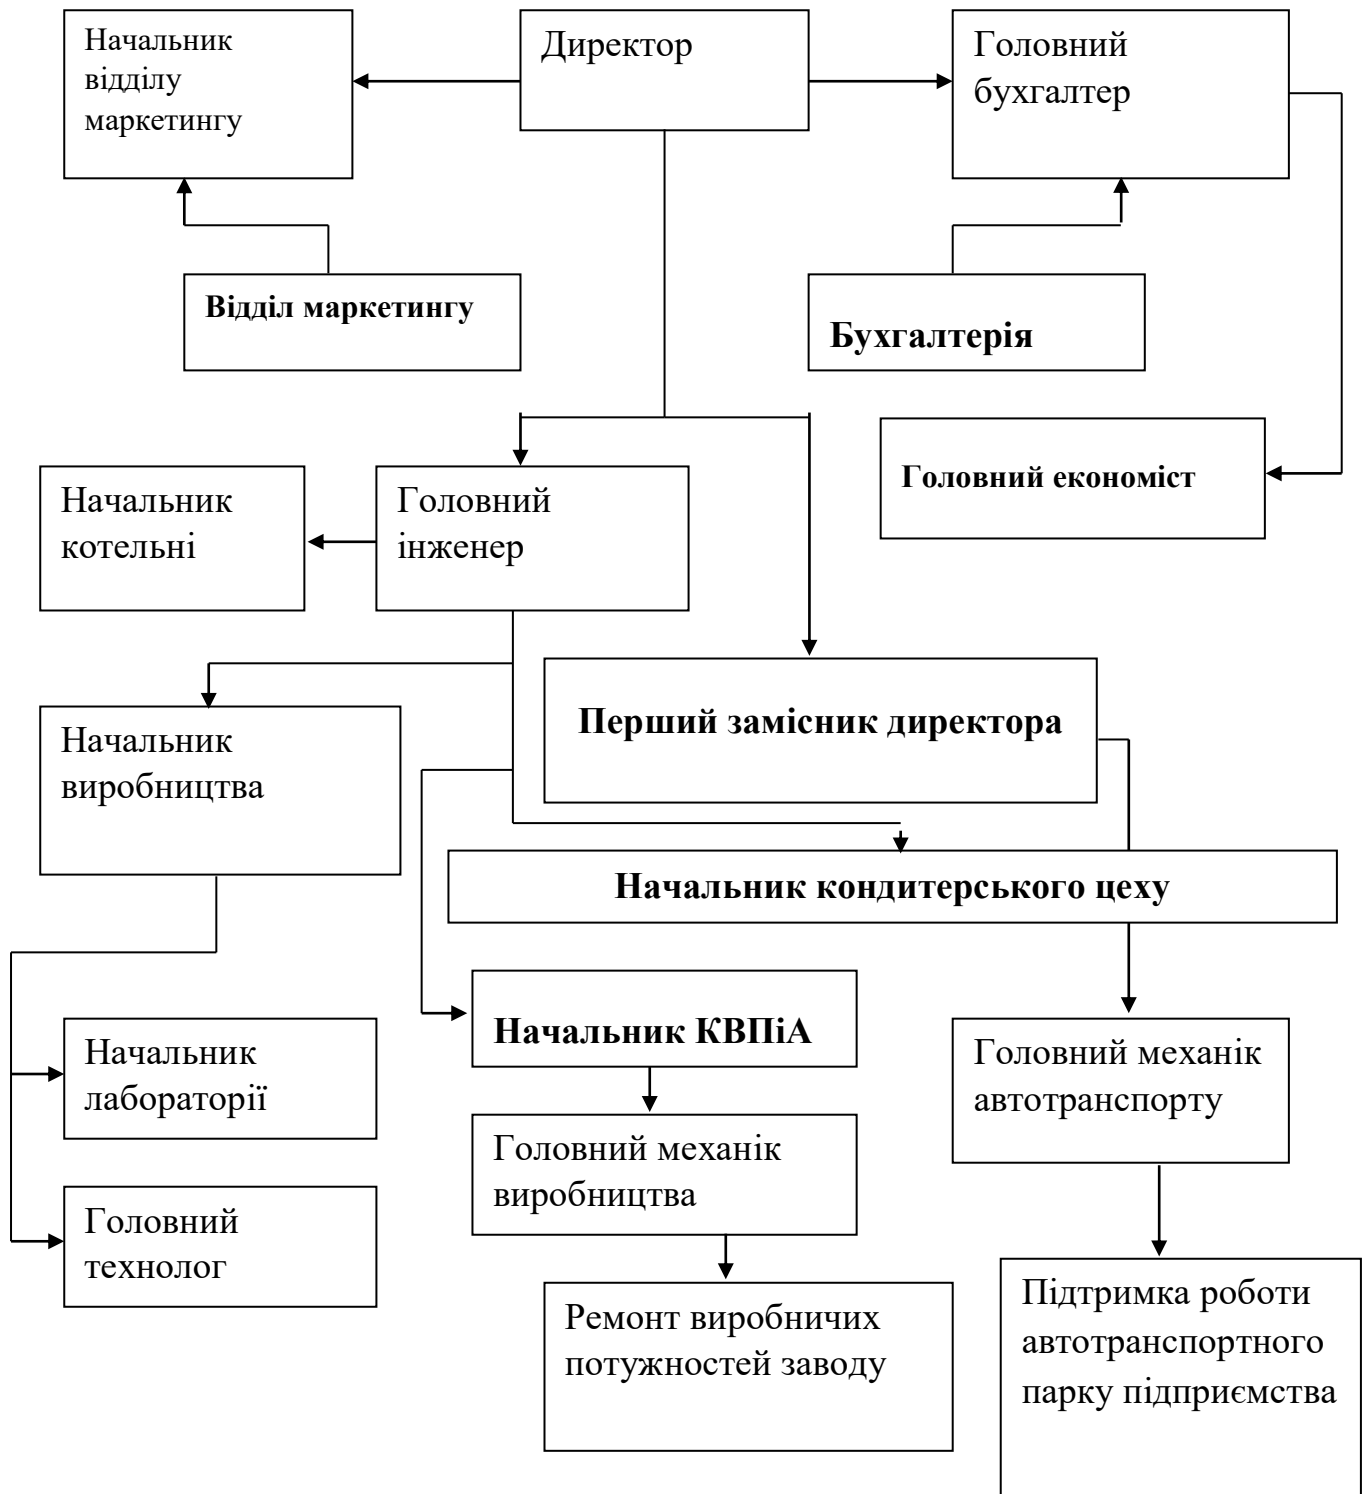 Начальник
відділу
маркетингу
Директор
Головний
бухгалтер
Відділ маркетингу
Бухгалтерія
Головний економіст
Начальник
котельні
Головний
інженер
Перший замісник директора
Начальник
виробництва
Начальник кондитерського цеху
Начальник КВПіА
Начальник
лабораторії
Головний механік
автотранспорту
Головний механік
виробництва
Головний
технолог
Ремонт виробничих
потужностей заводу
Підтримка роботи
автотранспортного
парку підприємства